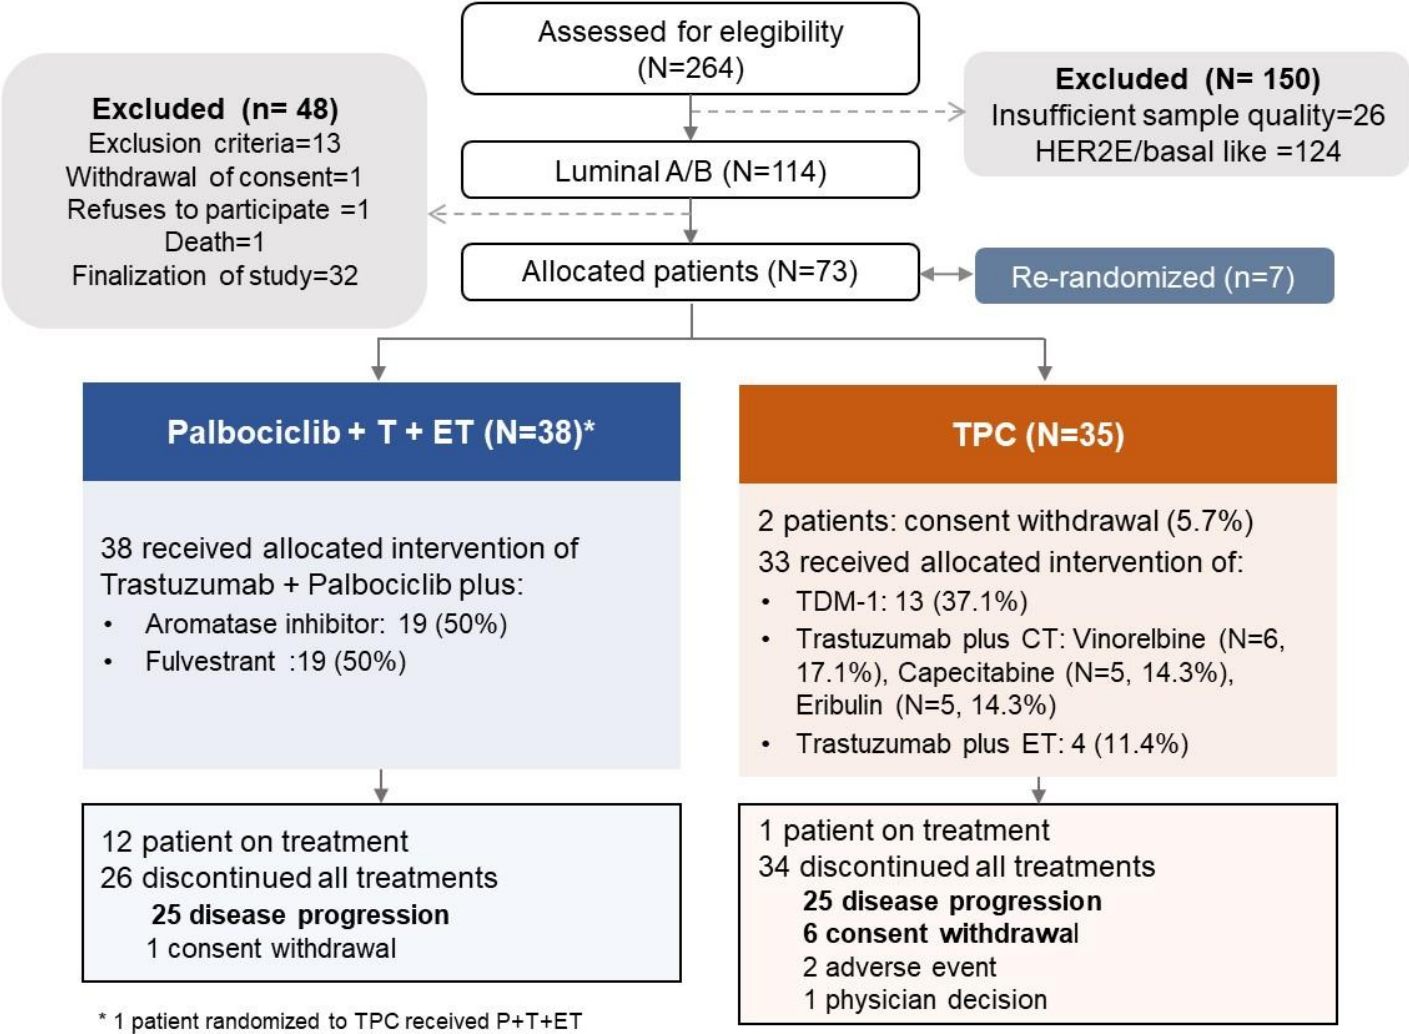 Assessed for elegibility
(N=264)
Excluded (N= 150)
Insufficient sample quality=26
HER2E/basal like =124
Excluded (n= 48)
Exclusion criteria=13
Withdrawal of consent=1
Refuses to participate =1
Death=1
Finalization of study=32
Luminal A/B (N=114)
Allocated patients (N=73)
Re-randomized (n=7)
Palbociclib + T + ET (N=38)*
38 received allocated intervention of
Trastuzumab + Palbociclib plus:
• Aromatase inhibitor: 19 (50%)
• Fulvestrant :19 (50%)
12 patient on treatment
26 discontinued all treatments
25 disease progression
1 consent withdrawal
* 1 patient randomized to TPC received P+T+ET
TPC (N=35)
2 patients: consent withdrawal (5.7%)
33 received allocated intervention of:
• TDM-1: 13 (37.1%)
• Trastuzumab plus CT: Vinorelbine (N=6,
17.1%), Capecitabine (N=5, 14.3%),
Eribulin (N=5, 14.3%)
• Trastuzumab plus ET: 4 (11.4%)
1 patient on treatment
34 discontinued all treatments
25 disease progression
6 consent withdrawal
2 adverse event
1 physician decision